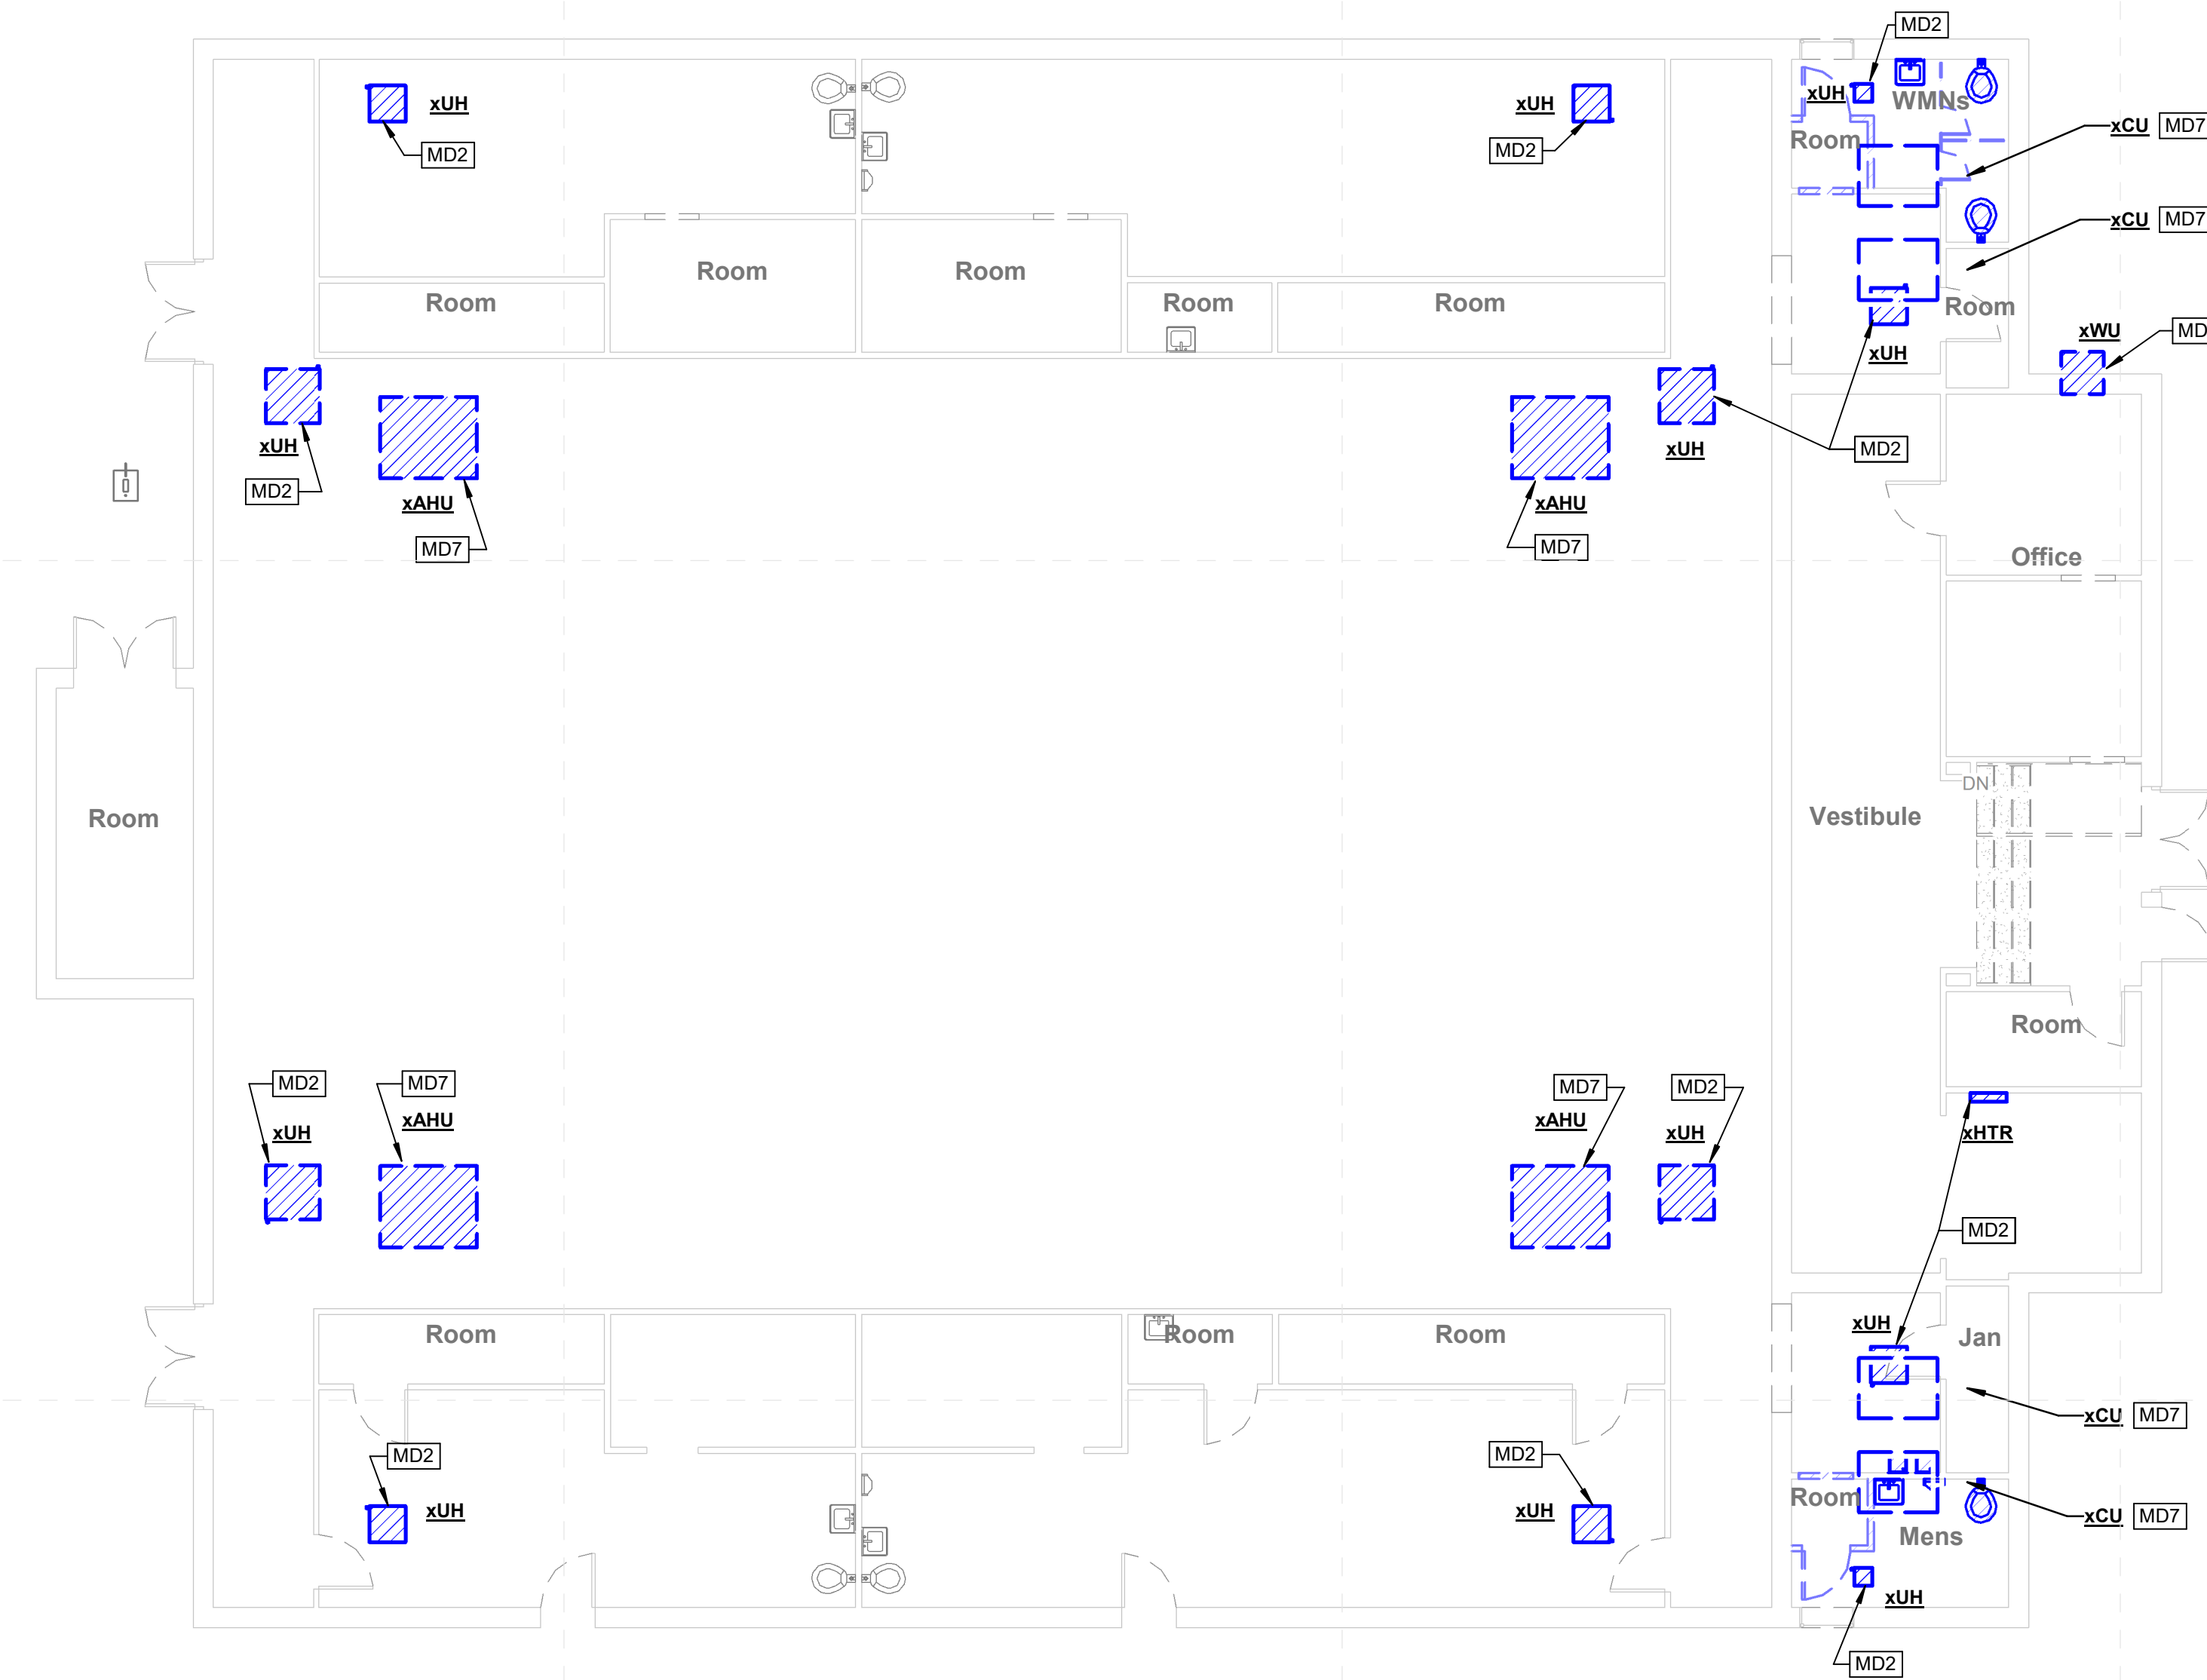 MD2
xUH
xUH
xUH
WMNs
MD2
MD2
xCU MD7
Room
xCU MD7
Room
Room
Room
Room
Room
Room
xWU
MD
xUH
xUH
xUH
MD2
MD2
xAHU
xAHU
MD7
MD7
Office
DN
Room
Vestibule
Room
MD2
MD7
MD7
MD2
xAHU
xAHU
xUH
xUH
xHTR
MD2
xUH
Room
Room
Room
Jan
xCU MD7
MD2
MD2
Room
xUH
xUH
xCU MD7
Mens
xUH
MD2